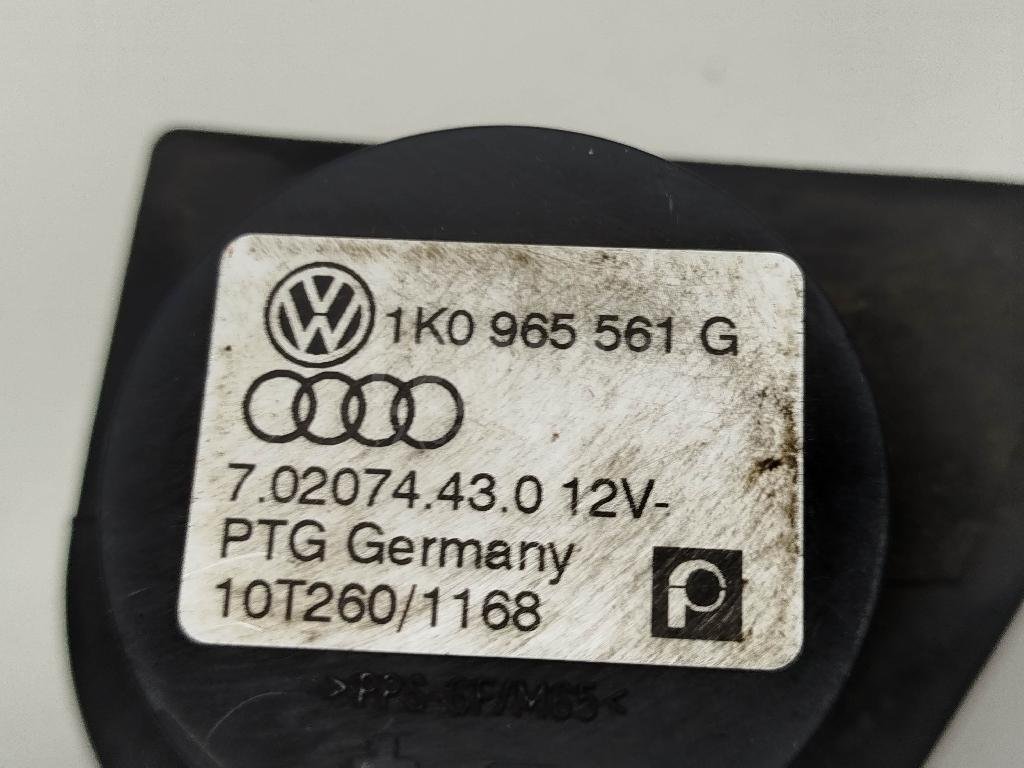 1K0 965 561 G
7.02074.43.0 12V-
PTG Germany
10T260/1168
>PPS-GF/M65<